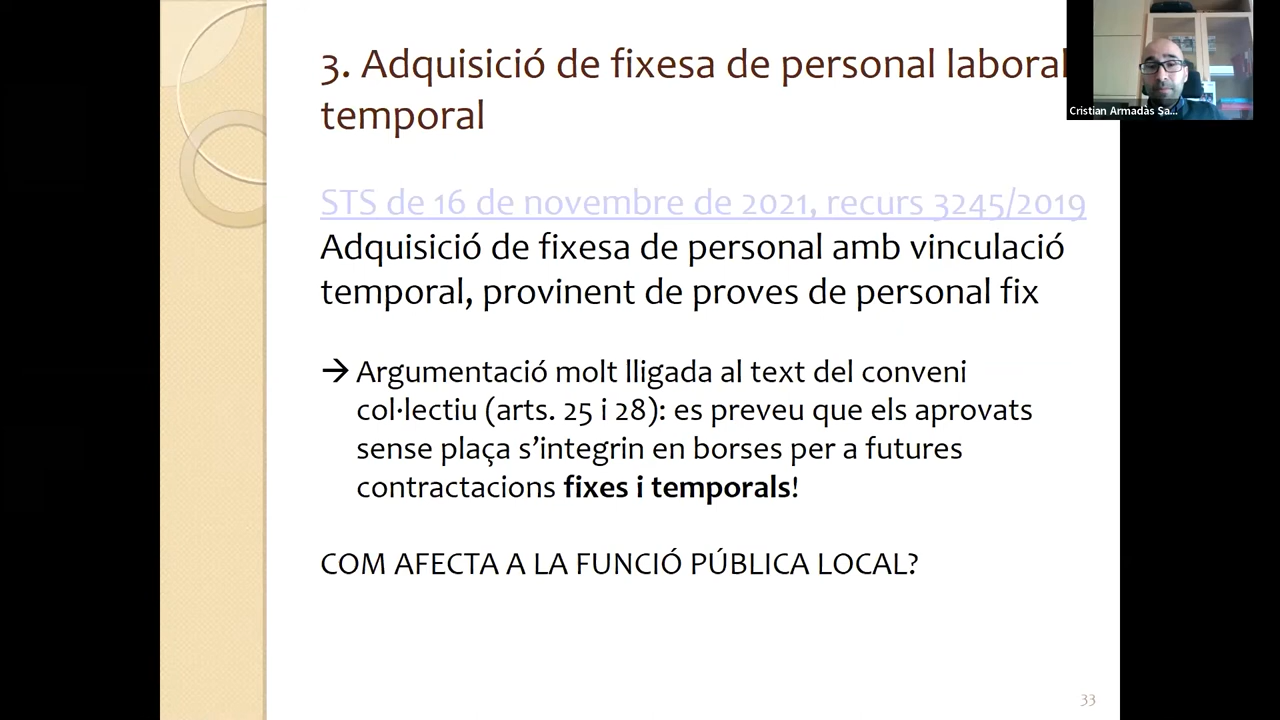 3. Adquisició de fixesa de personal laboral
temporal
Cristian Armadàs Sa...
STS de 16 de novembre de 2021, recurs 3245/2019
Adquisició de fixesa de personal amb vinculació
temporal, provinent de proves de personal fix
→ Argumentació molt lligada al text del conveni
col·lectiu (arts. 25 i 28): es preveu que els aprovats
sense plaça s’integrin en borses per a futures
contractacions fixes i temporals!
COM AFECTA A LA FUNCIÓ PÚBLICA LOCAL?
33